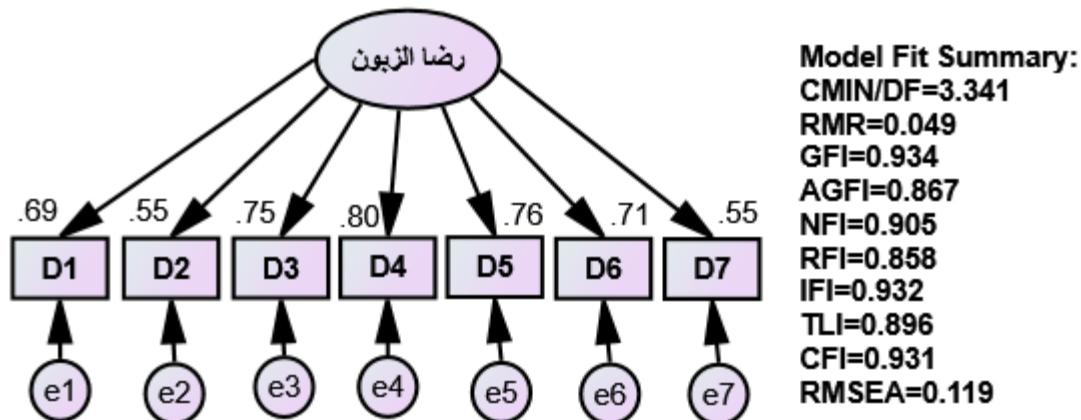 رضا الزبون
.69 .55 .75 .80 .76 .71 .55
D1 D2 D3 D4 D5 D6 D7
e1 e2 e3 e4 e5 e6 e7
Model Fit Summary:
CMIN/DF=3.341
RMR=0.049
GFI=0.934
AGFI=0.867
NFI=0.905
RFI=0.858
IFI=0.932
TLI=0.896
CFI=0.931
RMSEA=0.119